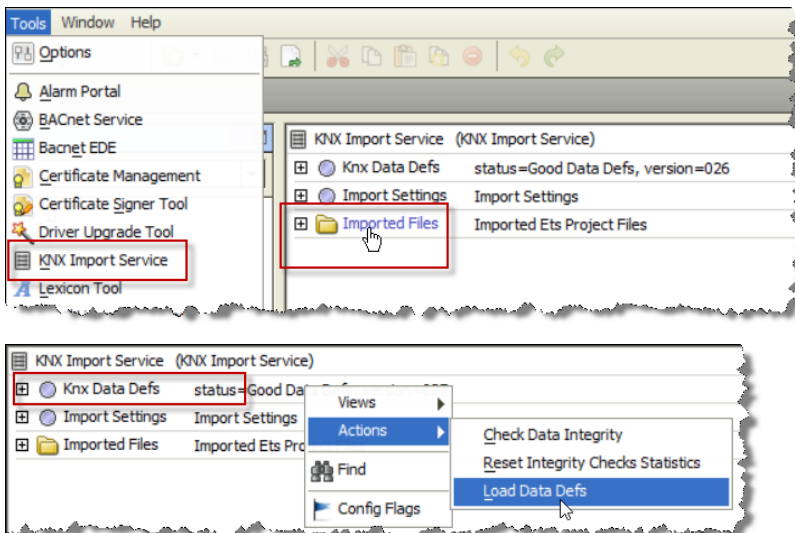 Tools Window Help
Options
Alarm Portal
BACnet Service
Bacnet EDE
Certificate Management
Certificate Signer Tool
Driver Upgrade Tool
KNX Import Service
Lexicon Tool
KNX Import Service (KNX Import Service)
Knx Data Defs status=Good Data Defs, version=026
Import Settings Import Settings
Imported Files Imported Ets Project Files
KNX Import Service (KNX Import Service)
Knx Data Defs status=Good Da
Import Settings Import Settings
Imported Files Imported Ets Pro
Views
Actions
Find
Config Flags
Check Data Integrity
Reset Integrity Checks Statistics
Load Data Defs